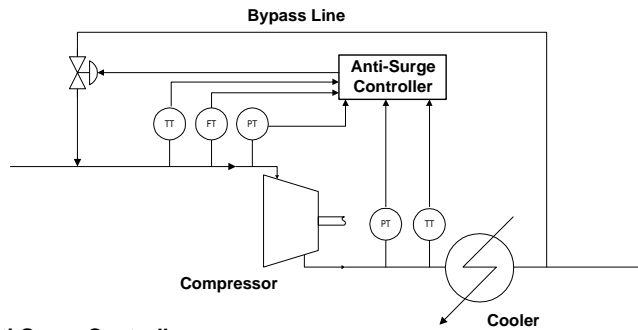 Bypass Line
Anti-Surge
Controller
TT
FT
PT
PT
TT
Compressor
Cooler